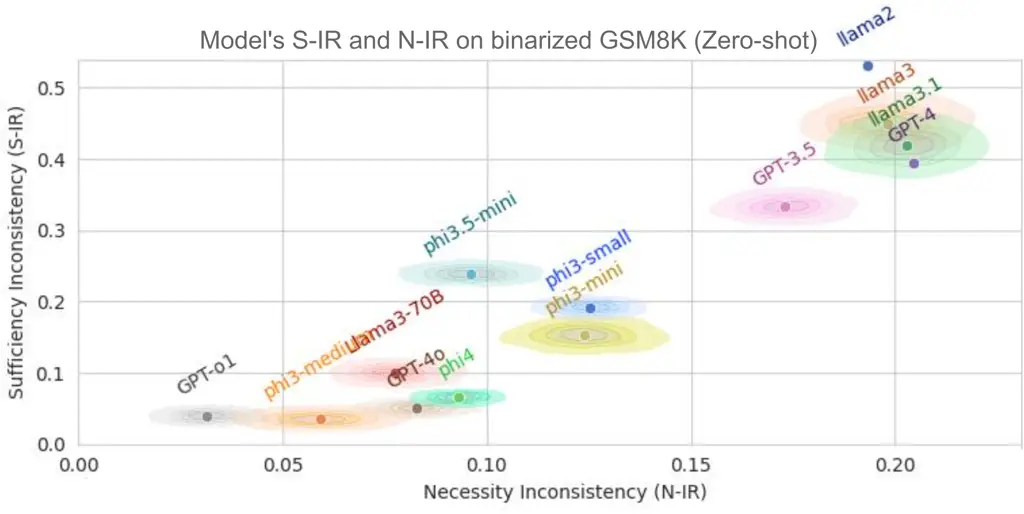 Model's S-IR and N-IR on binarized GSM8K (Zero-shot)
llama2
llama3
llama3.1
GPT-4
GPT-3.5
phi3.5-mini
phi3-small
phi3-mini
Llama3-70B
phi3-medium
GPT-4o
phi4
GPT-o1
Sufficiency Inconsistency (S-IR)
0.5
0.4
0.3
0.2
0.1
0.0
0.00 0.05 0.10 0.15 0.20
Necessity Inconsistency (N-IR)